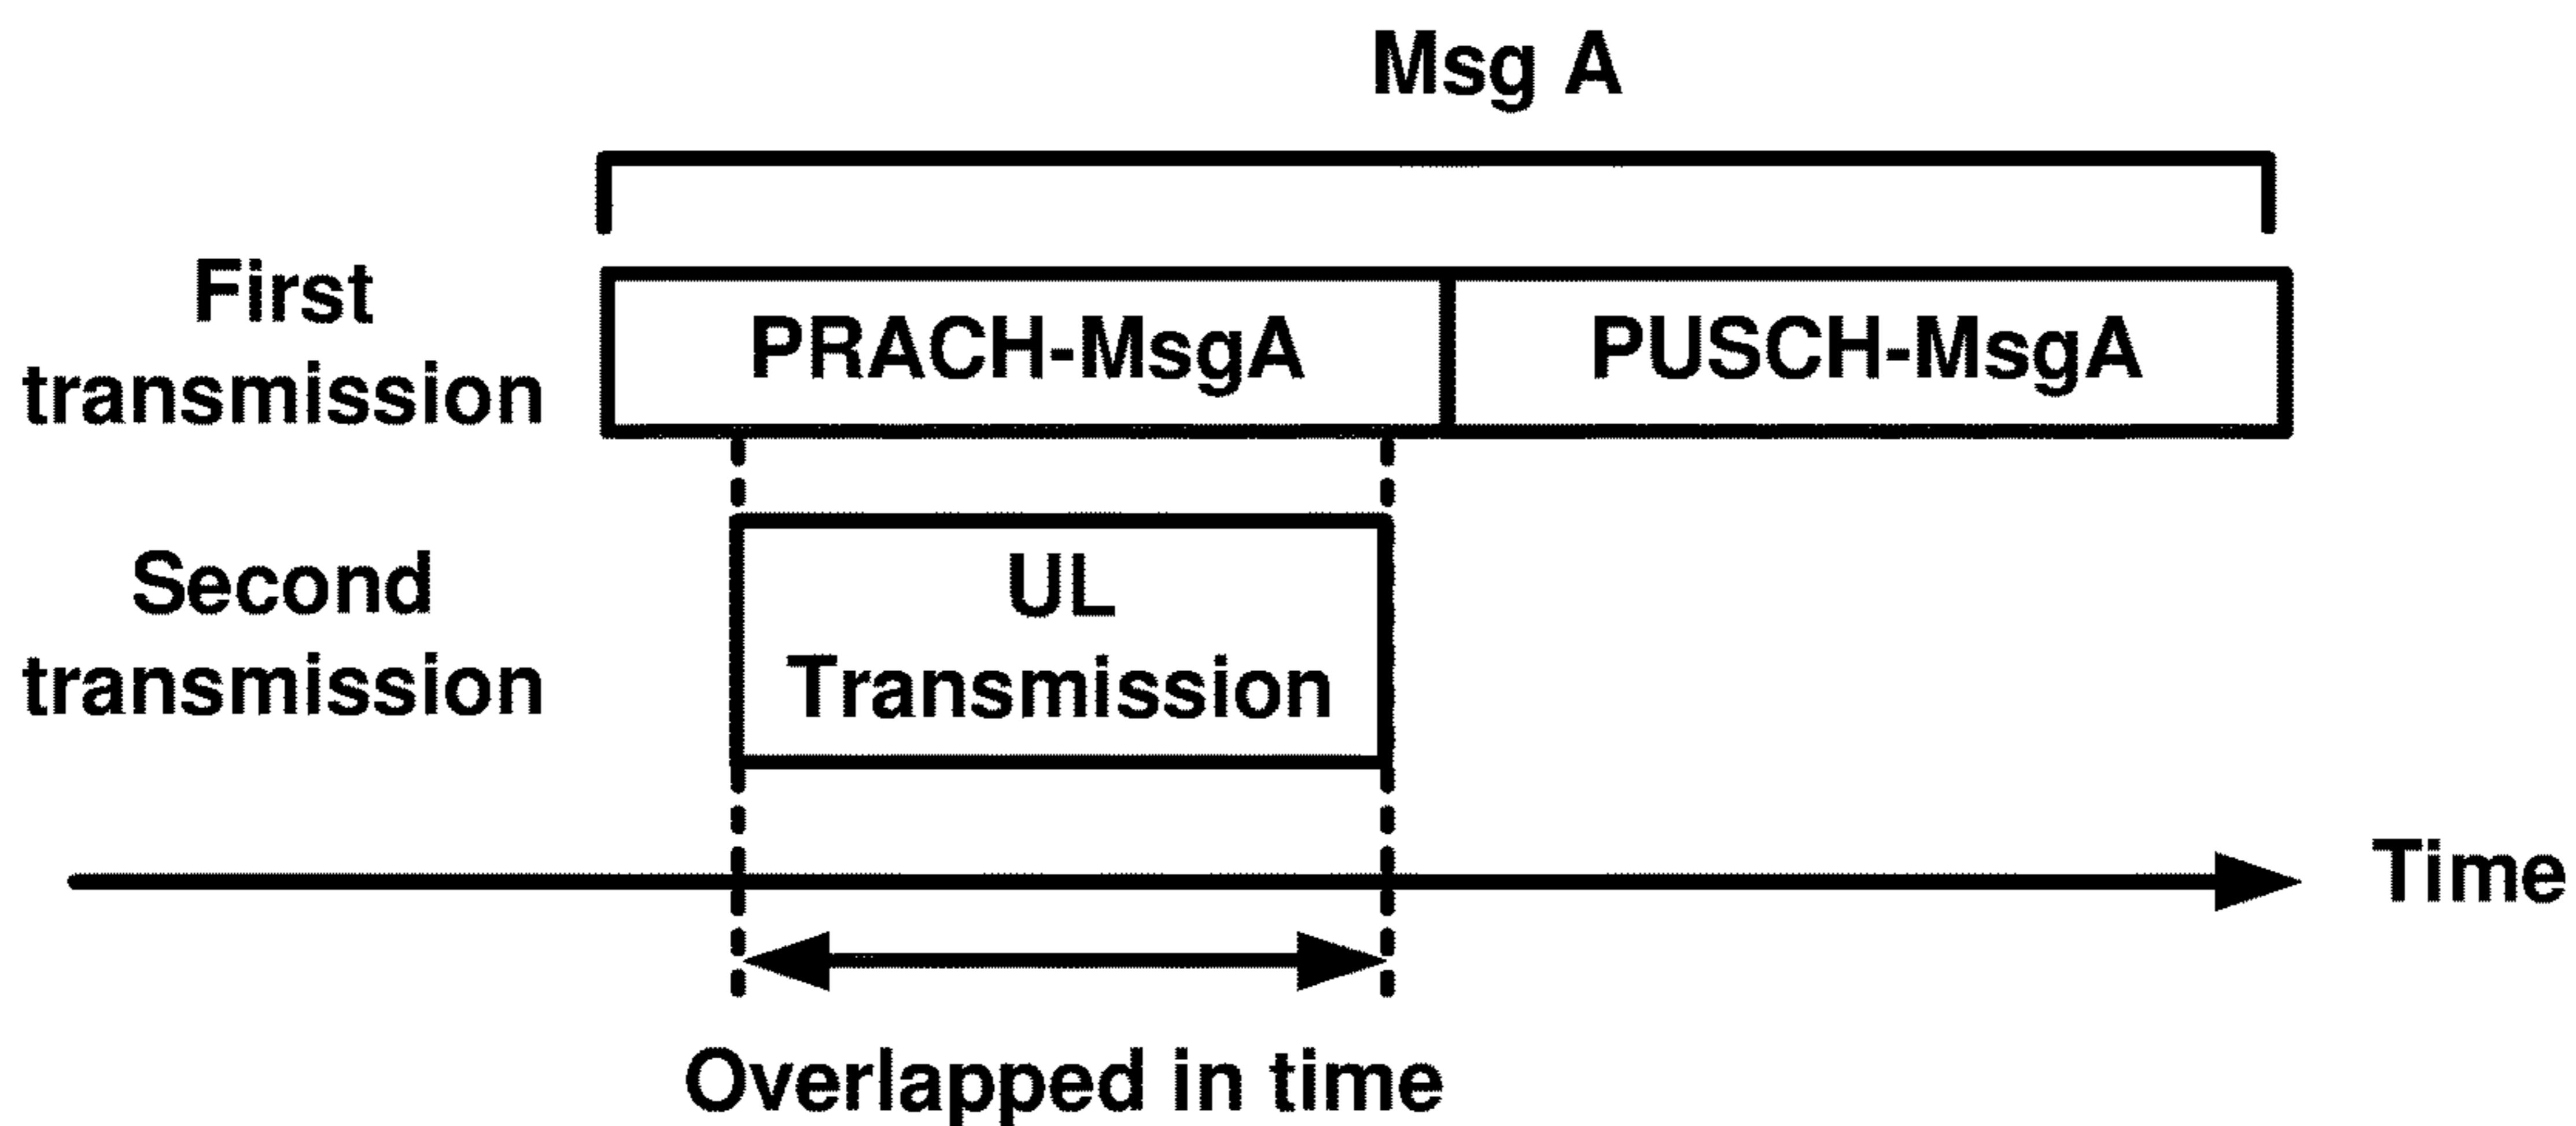 Msg A
First
transmission
PRACH-MsgA
PUSCH-MsgA
Second
transmission
UL
Transmission
Time
Overlapped in time